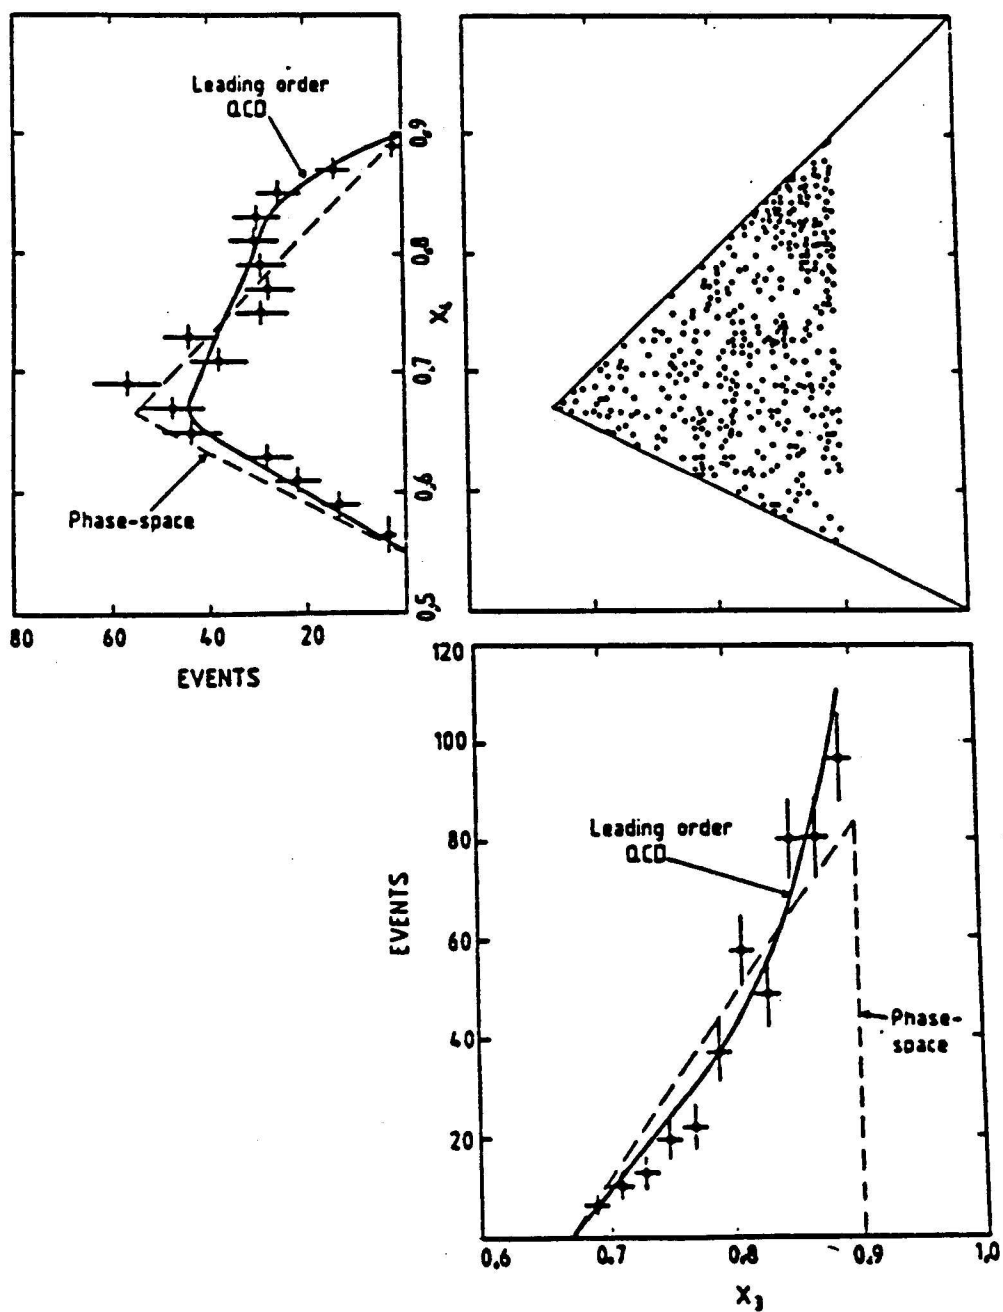 Leading order
QCD
0,9
0,8
X₄
0,7
0,6
0,5
Phase-space
80
60
40
20
EVENTS
120
100
80
60
40
20
EVENTS
Leading order
QCD
Phase-
space
0,6
0,7
0,8
0,9
1,0
X₃